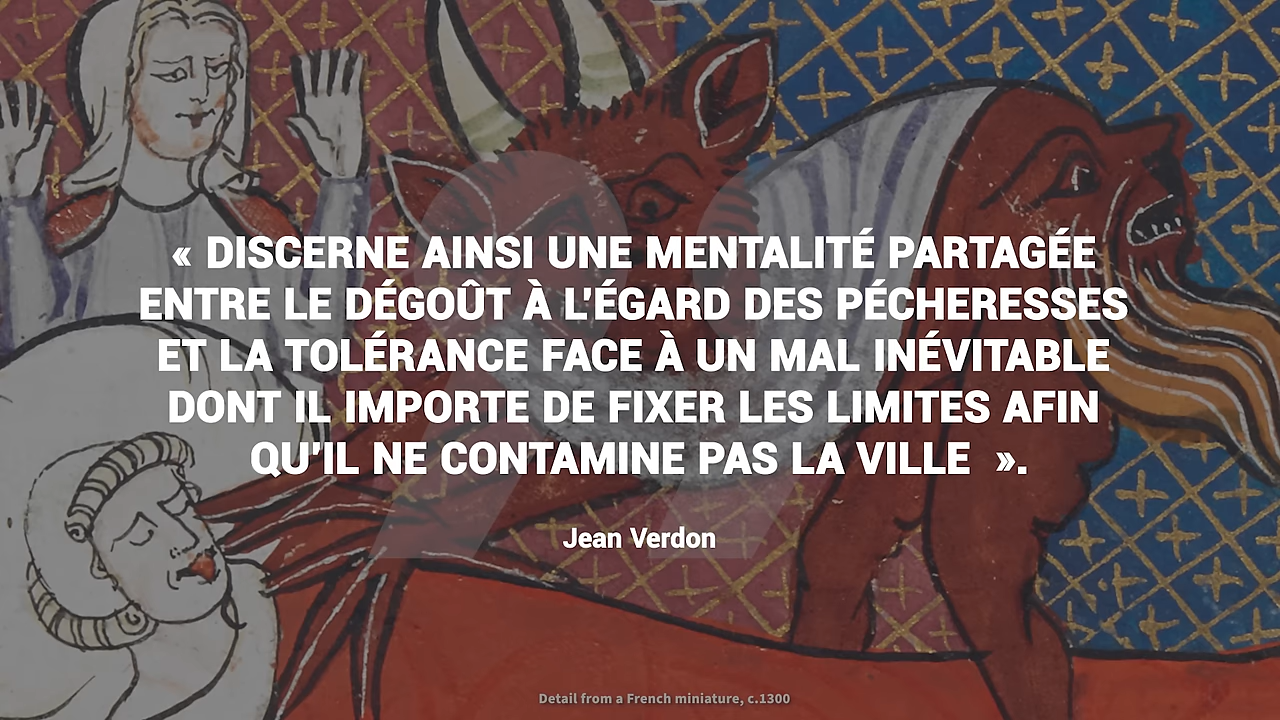 « DISCERNE AINSI UNE MENTALITÉ PARTAGÉE
ENTRE LE DÉGOÛT À L'ÉGARD DES PÉCHERESSES
ET LA TOLÉRANCE FACE À UN MAL INÉVITABLE
DONT IL IMPORTE DE FIXER LES LIMITES AFIN
QU'IL NE CONTAMINE PAS LA VILLE  ».
Jean Verdon
Detail from a French miniature, c.1300